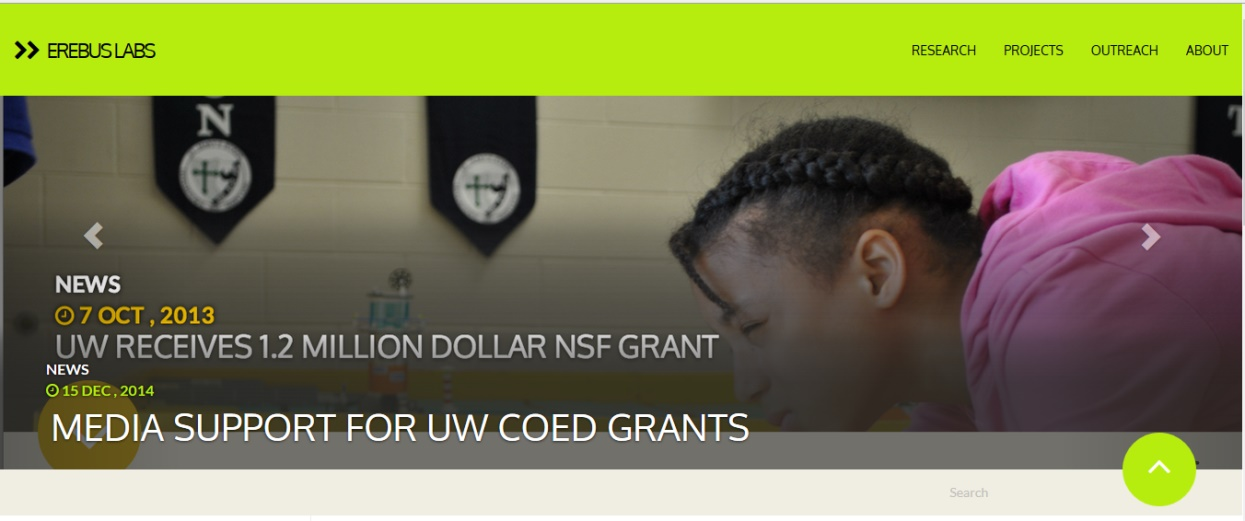 EREBUS LABS
RESEARCH PROJECTS OUTREACH ABOUT
N
NEWS
7 OCT , 2013
UW RECEIVES 1.2 MILLION DOLLAR NSF GRANT
NEWS
15 DEC , 2014
MEDIA SUPPORT FOR UW COED GRANTS
Search